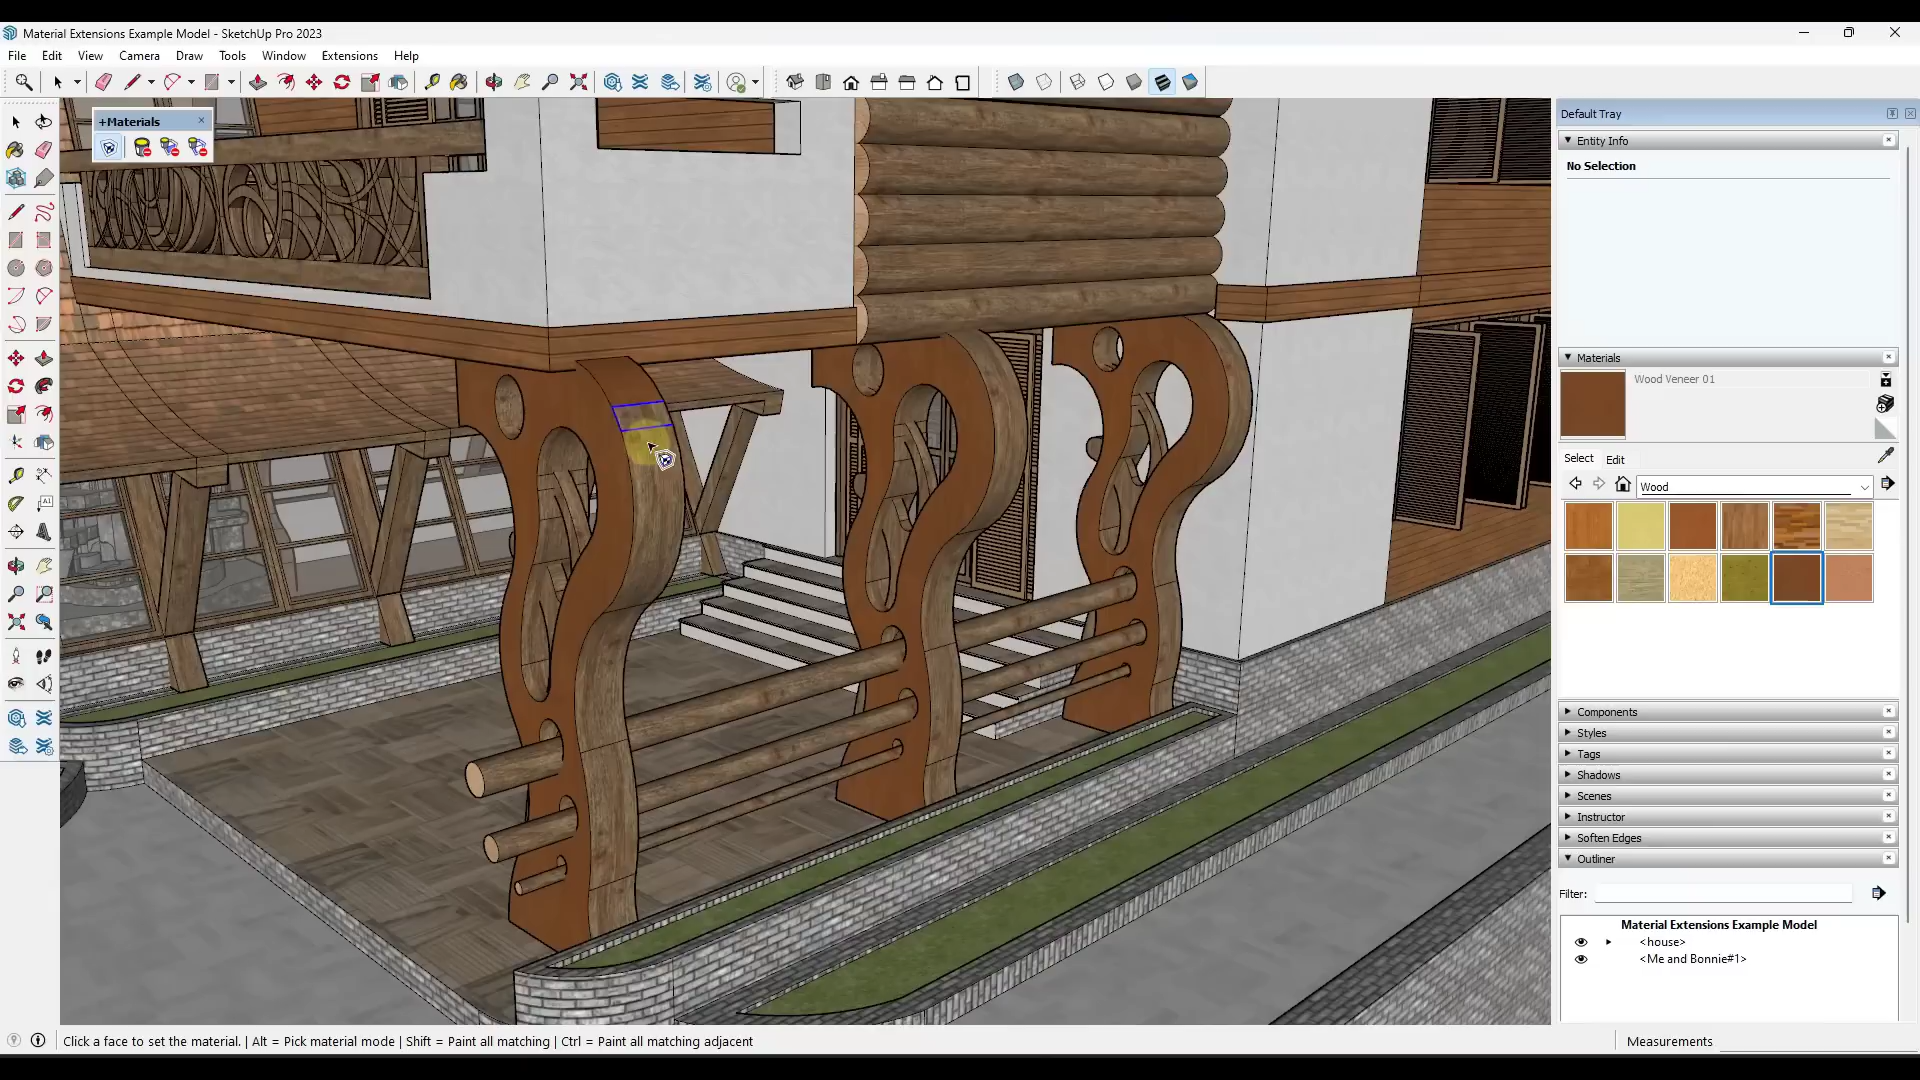 Material Extensions Example Model - SketchUp Pro 2023
File Edit View Camera Draw Tools Window Extensions Help
+Materials
Default Tray
Entity Info
No Selection
Materials
Wood Veneer 01
Select Edit
Wood
Components
Styles
Tags
Shadows
Scenes
Instructor
Soften Edges
Outliner
Filter:
Material Extensions Example Model
<house>
<Me and Bonnie#1>
Click a face to set the material. | Alt = Pick material mode | Shift = Paint all matching | Ctrl = Paint all matching adjacent
Measurements